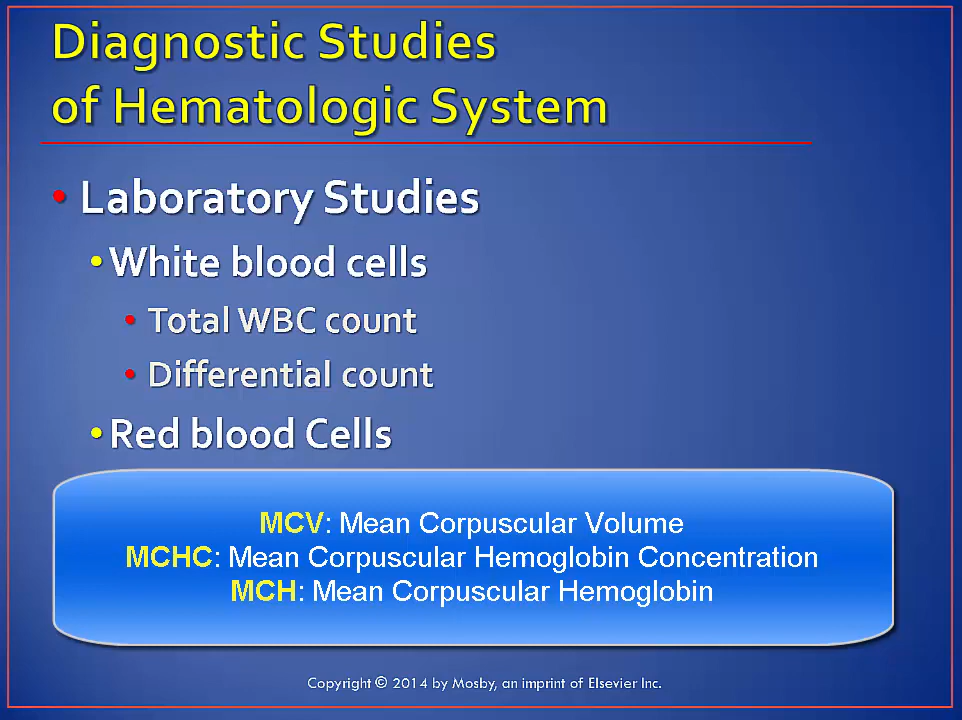 Diagnostic Studies
of Hematologic System
• Laboratory Studies
• White blood cells
• Total WBC count
• Differential count
• Red blood Cells
MCV: Mean Corpuscular Volume
MCHC: Mean Corpuscular Hemoglobin Concentration
MCH: Mean Corpuscular Hemoglobin
Copyright © 2014 by Mosby, an imprint of Elsevier Inc.